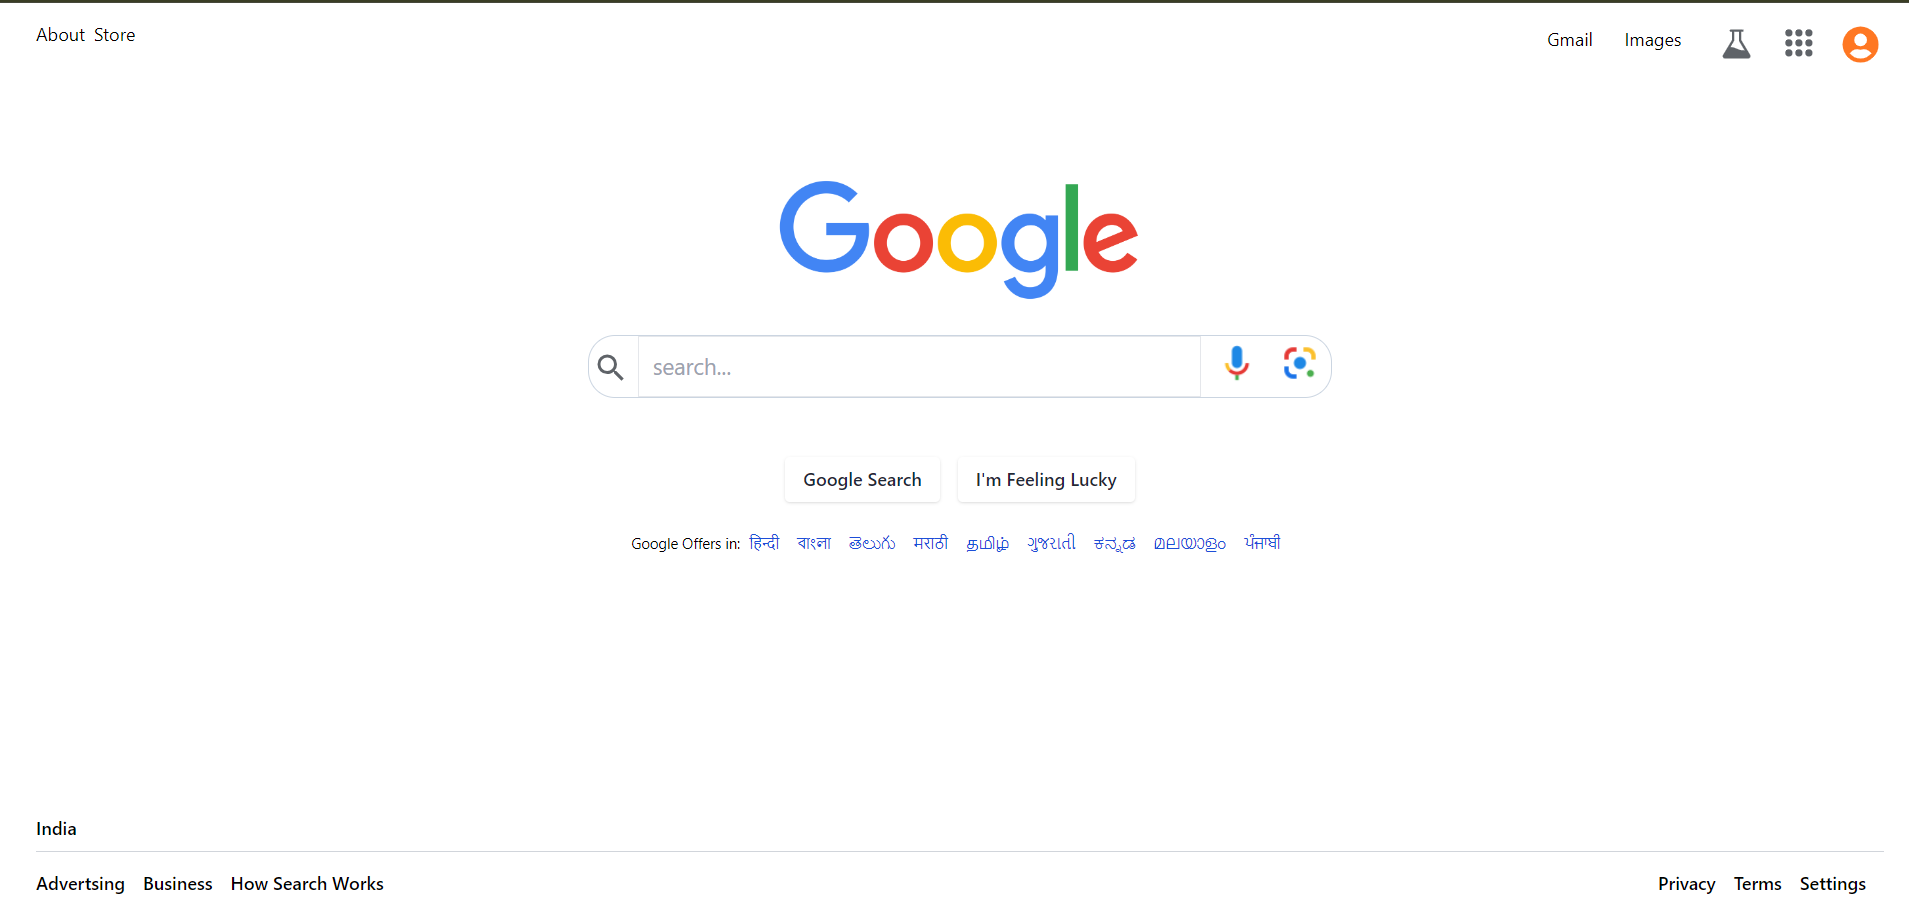 About Store
Gmail Images
Google
search...
Google Search I'm Feeling Lucky
Google Offers in: हिन्दी বাংলা తెలుగు मराठी தமிழ் ગુજરાતી ಕನ್ನಡ മലയാളം ਪੰਜਾਬੀ
India
Advertsing Business How Search Works
Privacy Terms Settings